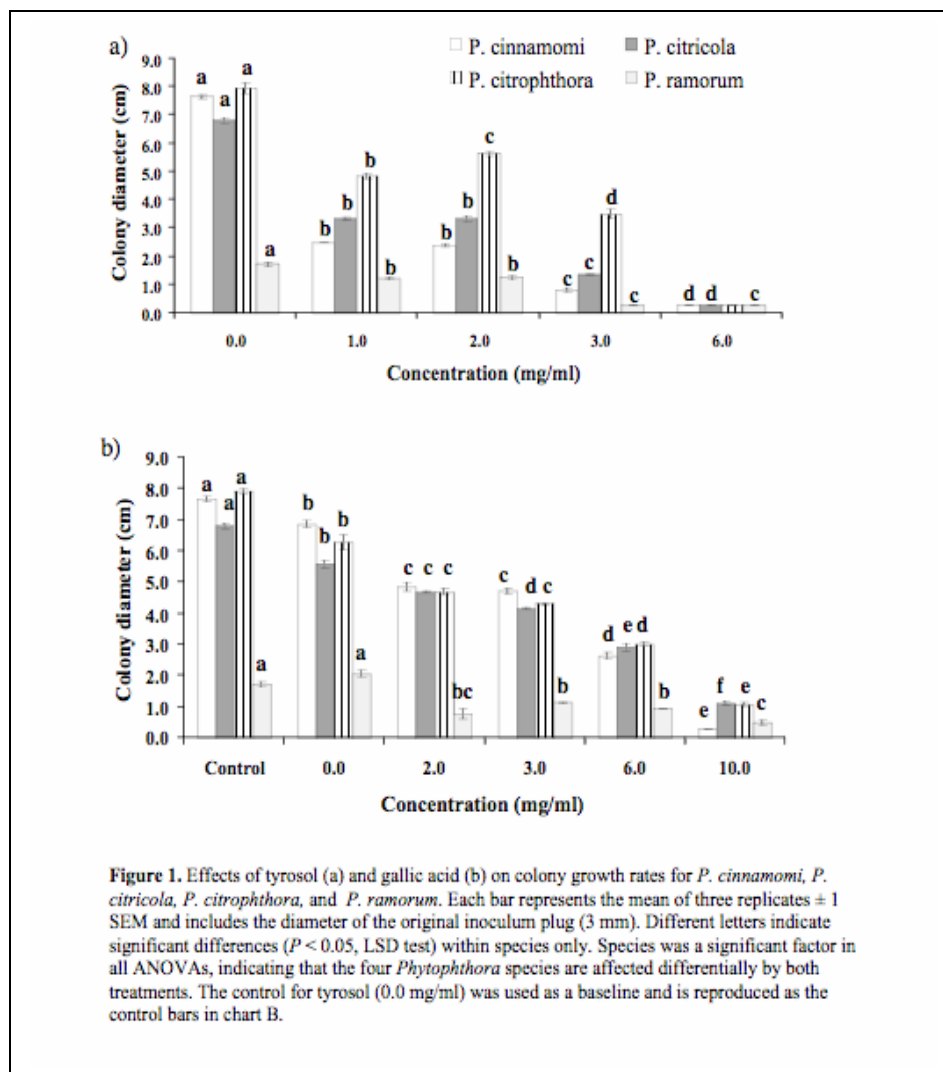 a)
P. cinnamomi P. citricola
P. citrophthora P. ramorum
Colony diameter (cm)
9.0
8.0
7.0
6.0
5.0
4.0
3.0
2.0
1.0
0.0
a a a a
b b b b
b b c b
c c d c
d d c
0.0 1.0 2.0 3.0 6.0
Concentration (mg/ml)
b)
Colony diameter (cm)
9.0
8.0
7.0
6.0
5.0
4.0
3.0
2.0
1.0
0.0
a a a a
b b b a
c c c bc
c d c b
d e d b
e f e c
Control 0.0 2.0 3.0 6.0 10.0
Concentration (mg/ml)
Figure 1. Effects of tyrosol (a) and gallic acid (b) on colony growth rates for P. cinnamomi, P.
citricola, P. citrophthora, and P. ramorum. Each bar represents the mean of three replicates ± 1
SEM and includes the diameter of the original inoculum plug (3 mm). Different letters indicate
significant differences (P < 0.05, LSD test) within species only. Species was a significant factor in
all ANOVAs, indicating that the four Phytophthora species are affected differentially by both
treatments. The control for tyrosol (0.0 mg/ml) was used as a baseline and is reproduced as the
control bars in chart B.